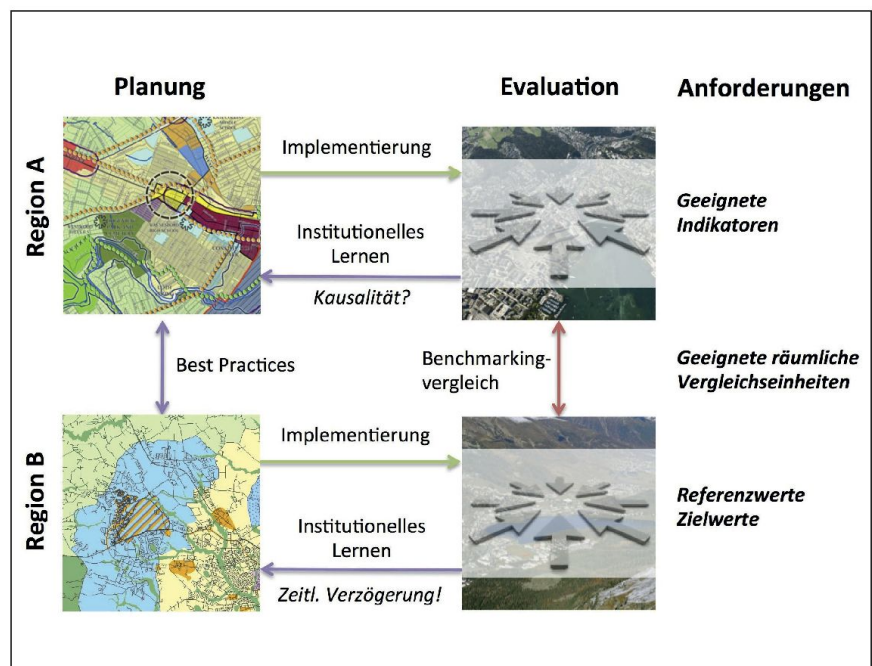 Planung
Evaluation
Anforderungen
Region A
Implementierung
Institutionelles
Lernen
Kausalität?
Geeignete
Indikatoren
Best Practices
Benchmarking-
vergleich
Geeignete räumliche
Vergleichseinheiten
Region B
Implementierung
Institutionelles
Lernen
Zeitl. Verzögerung!
Referenzwerte
Zielwerte